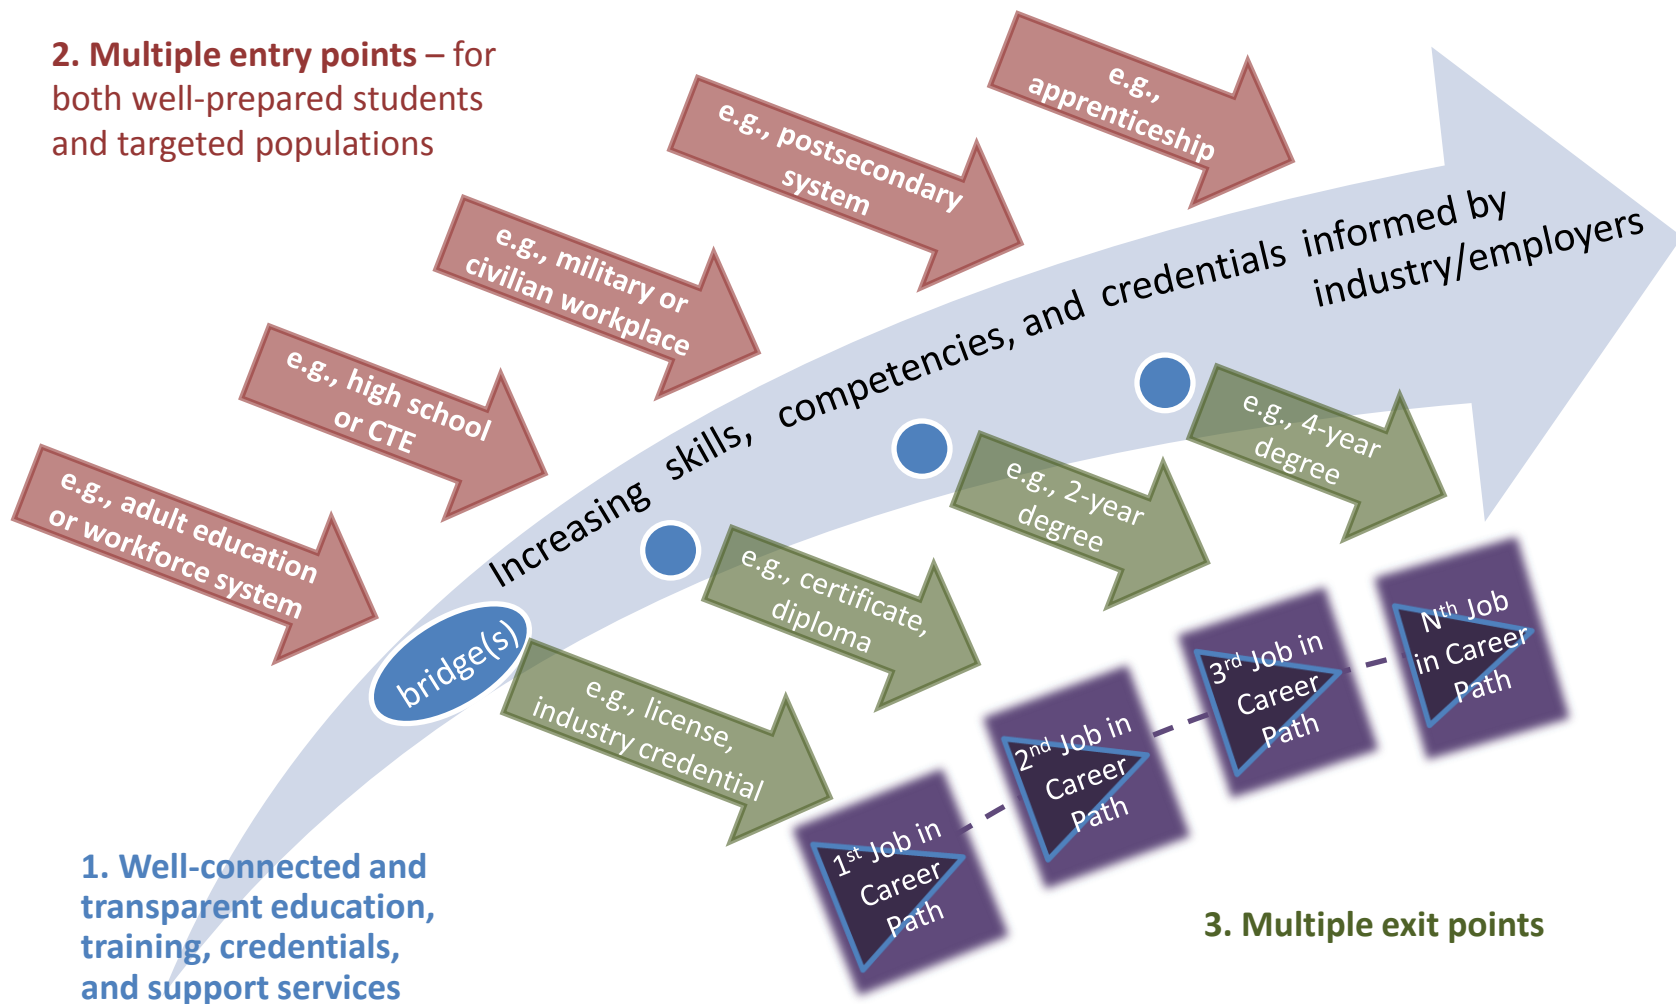 2. Multiple entry points – for
both well-prepared students
and targeted populations
e.g.,
apprenticeship
e.g., postsecondary
system
e.g., military or
civilian workplace
e.g., high school
or CTE
e.g., adult education
or workforce system
Increasing skills, competencies, and credentials informed by
industry/employers
bridge(s)
e.g., 4-year
degree
e.g., 2-year
degree
e.g., certificate,
diploma
e.g., license,
industry credential
1st Job in
Career
Path
2nd Job in
Career
Path
3rd Job in
Career
Path
Nth Job
in Career
Path
1. Well-connected and
transparent education,
training, credentials,
and support services
3. Multiple exit points